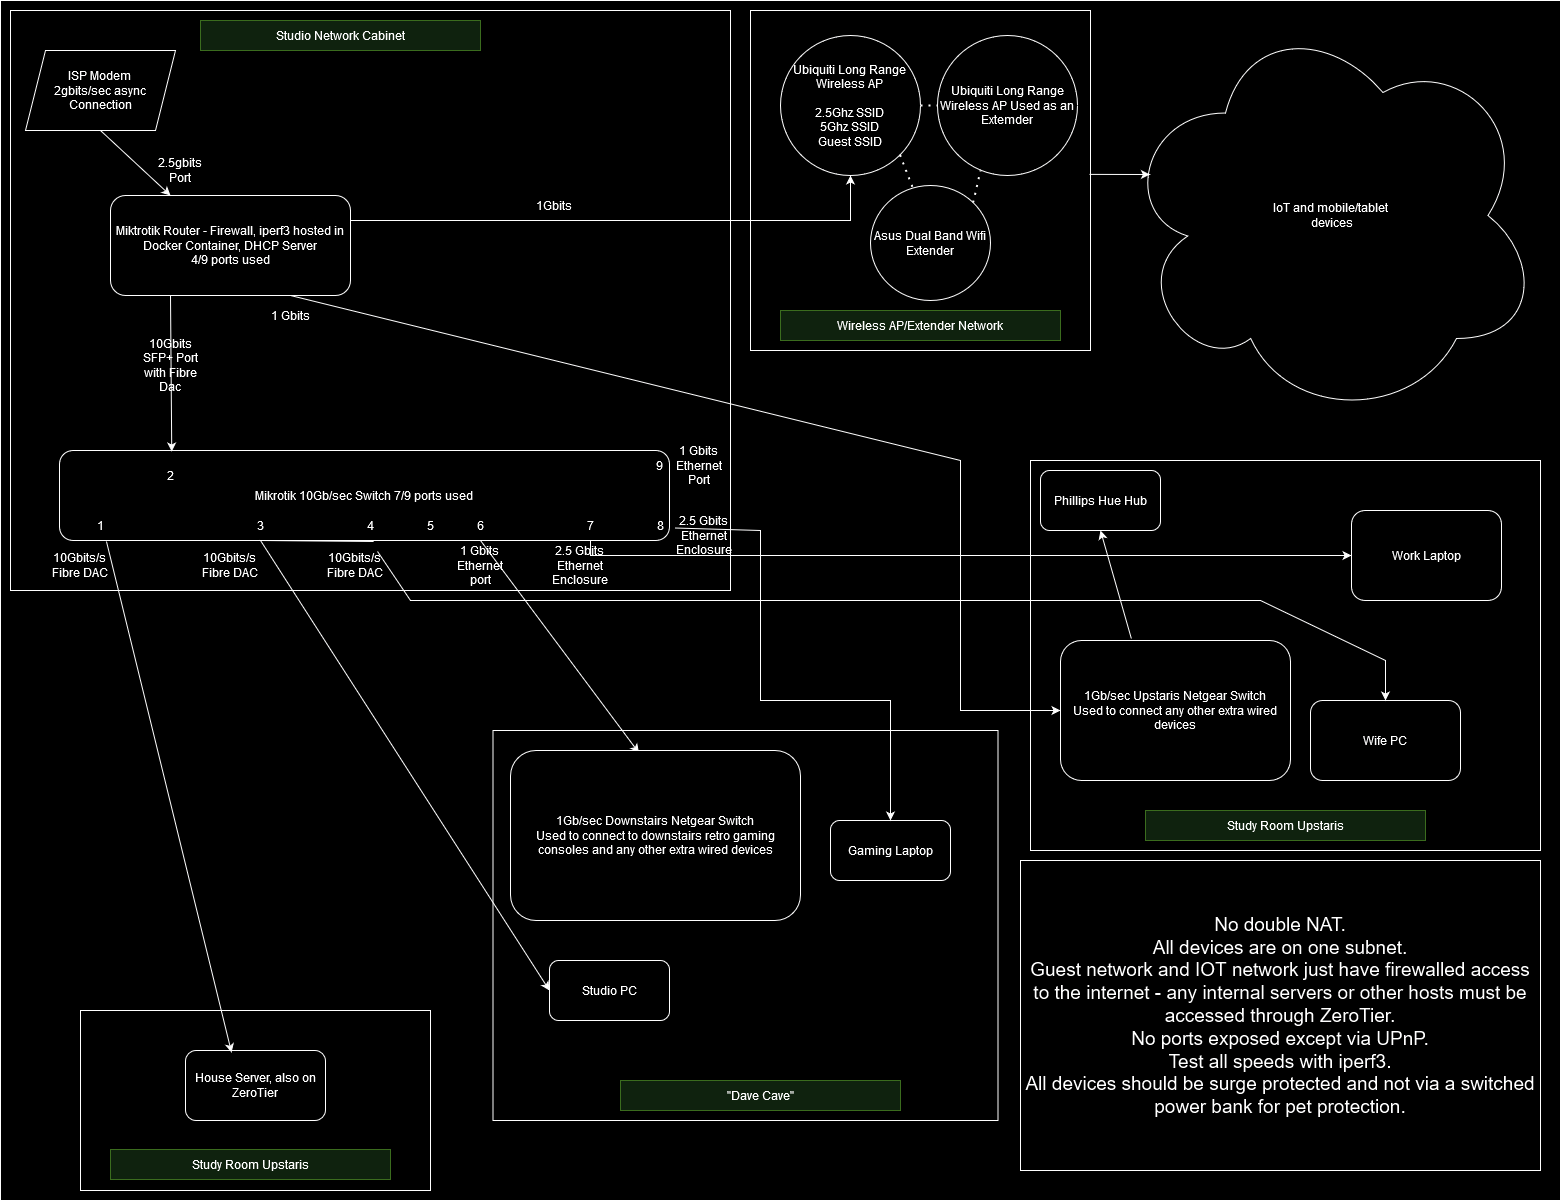 Studio Network Cabinet
ISP Modem
2gbits/sec async
Connection
2.5gbits
Port
Miktrotik Router - Firewall, iperf3 hosted in
Docker Container, DHCP Server
4/9 ports used
1Gbits
1 Gbits
10Gbits
SFP+ Port
with Fibre
Dac
2
9
1 Gbits
Ethernet
Port
Mikrotik 10Gb/sec Switch 7/9 ports used
1
3
4
5
6
7
8
2.5 Gbits
Ethernet
Enclosure
10Gbits/s
Fibre DAC
10Gbits/s
Fibre DAC
10Gbits/s
Fibre DAC
1 Gbits
Ethernet
port
2.5 Gbits
Ethernet
Enclosure
Ubiquiti Long Range
Wireless AP
2.5Ghz SSID
5Ghz SSID
Guest SSID
Ubiquiti Long Range
Wireless AP Used as an
Extemder
Asus Dual Band Wifi
Extender
Wireless AP/Extender Network
IoT and mobile/tablet
devices
Phillips Hue Hub
Work Laptop
1Gb/sec Upstaris Netgear Switch
Used to connect any other extra wired
devices
Wife PC
Study Room Upstaris
1Gb/sec Downstairs Netgear Switch
Used to connect to downstairs retro gaming
consoles and any other extra wired devices
Gaming Laptop
Studio PC
"Dave Cave"
House Server, also on
ZeroTier
Study Room Upstaris
No double NAT.
All devices are on one subnet.
Guest network and IOT network just have firewalled access
to the internet - any internal servers or other hosts must be
accessed through ZeroTier.
No ports exposed except via UPnP.
Test all speeds with iperf3.
All devices should be surge protected and not via a switched
power bank for pet protection.